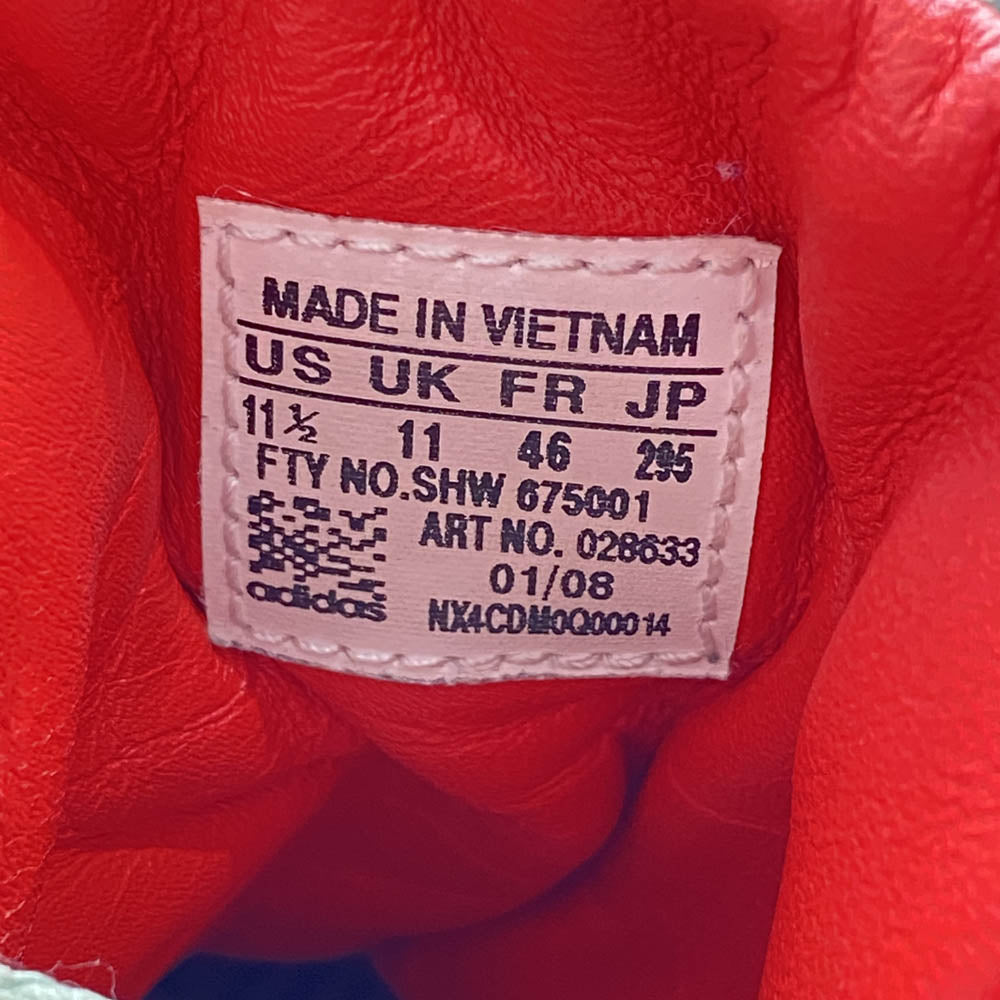 MADE IN VIETNAM
US UK FR JP
11½ 11 46 295
FTY NO.SHW 675001
ART NO. 028633
01/08
adidas
NX4CDM0Q00014